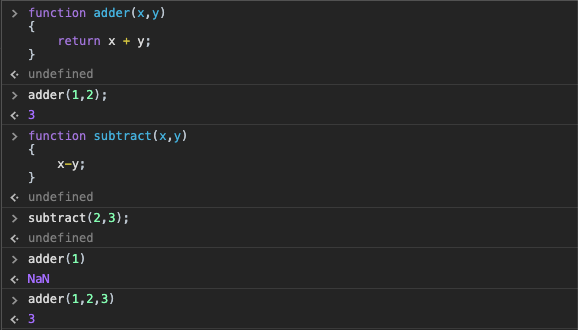 > function adder(x,y)
{
    return x + y;
}
undefined
> adder(1,2);
3
> function subtract(x,y)
{
    x-y;
}
undefined
> subtract(2,3);
undefined
> adder(1)
NaN
> adder(1,2,3)
3